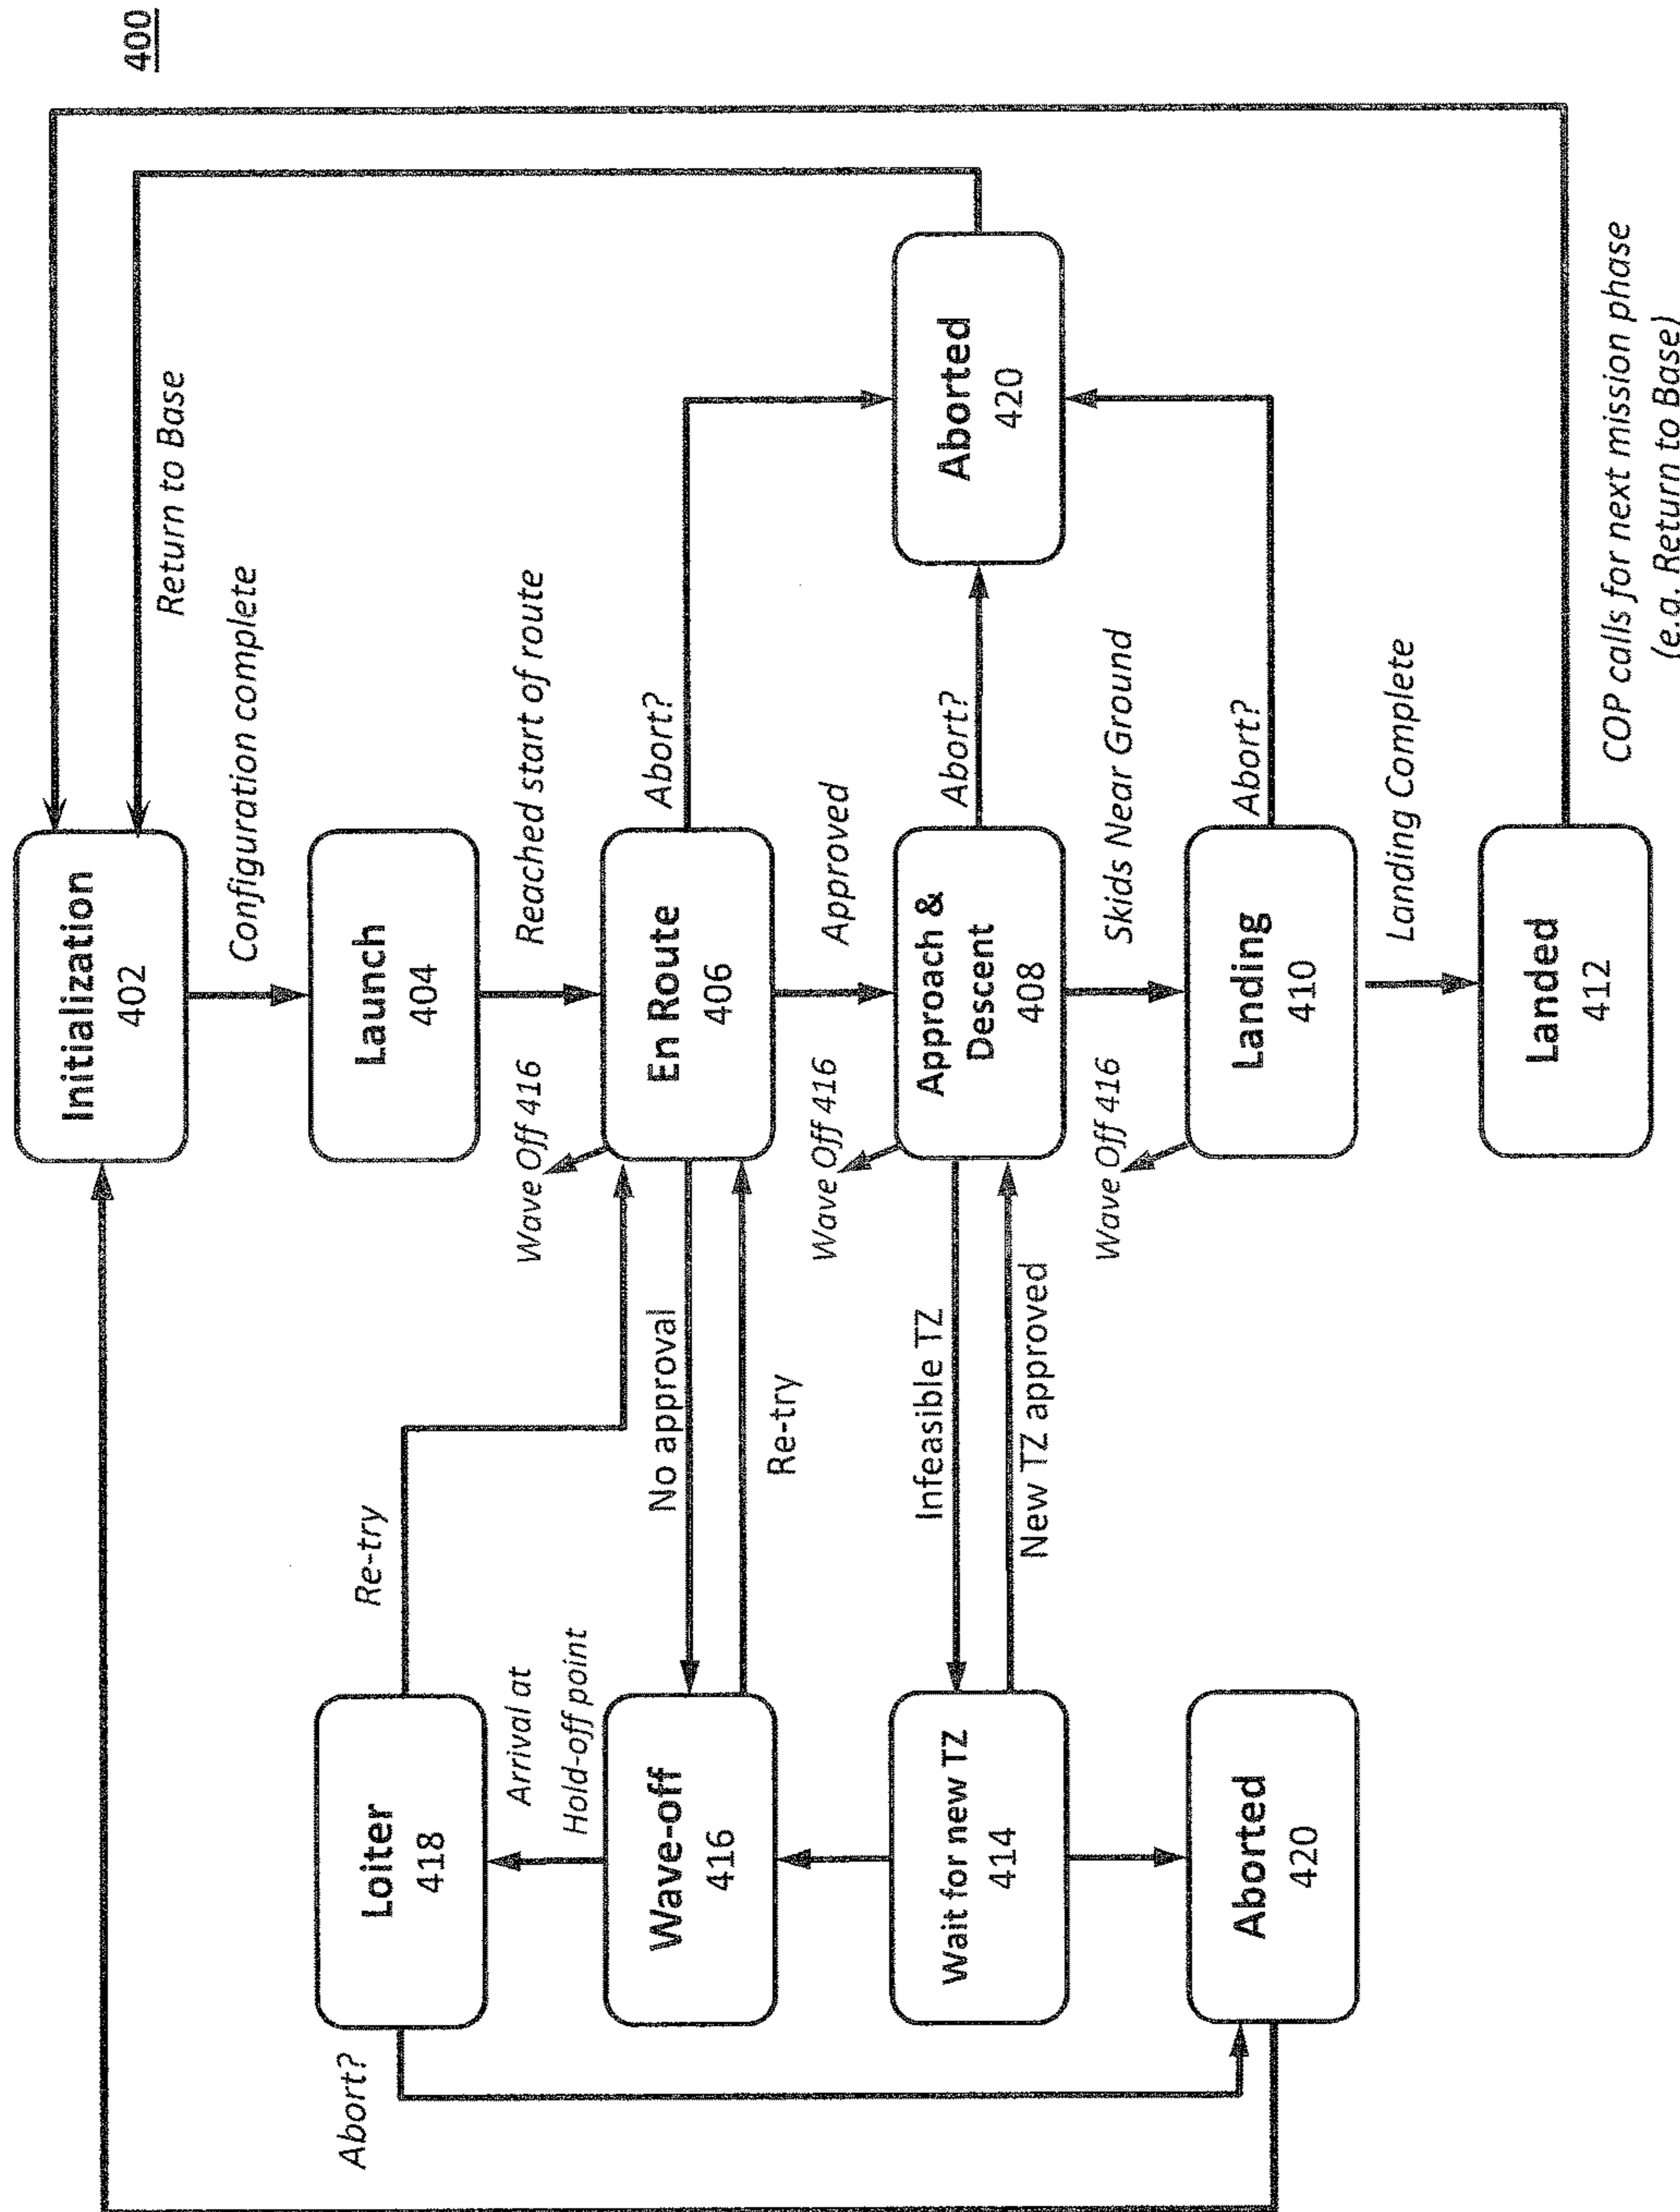 400
Initialization
402
Return to Base
Configuration complete
Launch
404
Reached start of route
Wave Off 416
En Route
406
Abort?
Approved
Wave Off 416
Approach &
Descent
408
Abort?
Aborted
420
Skids Near Ground
Wave Off 416
Landing
410
Abort?
Landing Complete
Landed
412
COP calls for next mission phase
(e.g. Return to Base)
Re-try
No approval
Re-try
Infeasible TZ
New TZ approved
Loiter
418
Abort?
Arrival at
Hold-off point
Wave-off
416
Wait for new TZ
414
Aborted
420